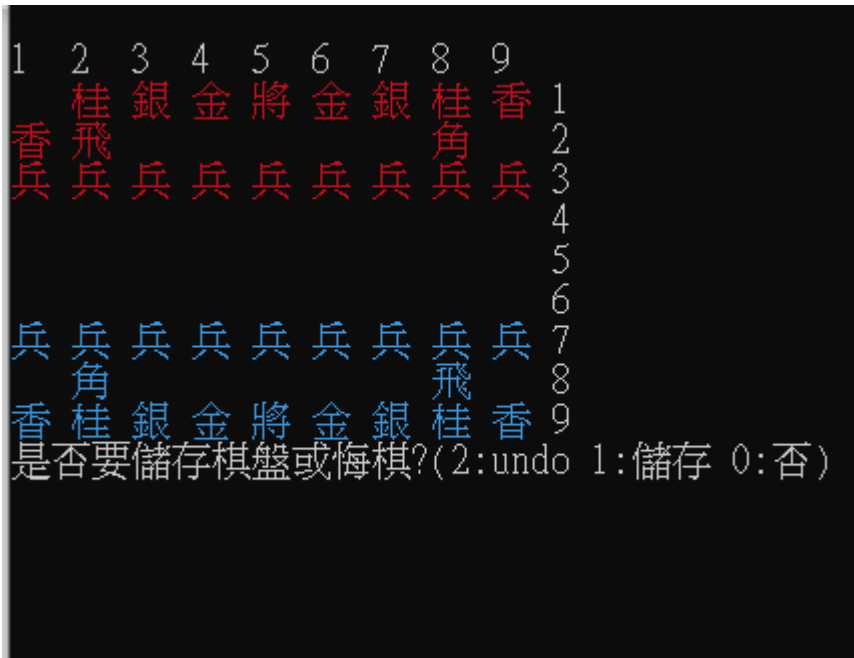 1 2 3 4 5 6 7 8 9
桂 銀 金 將 金 銀 桂 香 1
香 飛 角 2
兵 兵 兵 兵 兵 兵 兵 兵 兵 3
4
5
6
兵 兵 兵 兵 兵 兵 兵 兵 兵 7
角 飛 8
香 桂 銀 金 將 金 銀 桂 香 9
是否要儲存棋盤或悔棋?(2:undo 1:儲存 0:否)